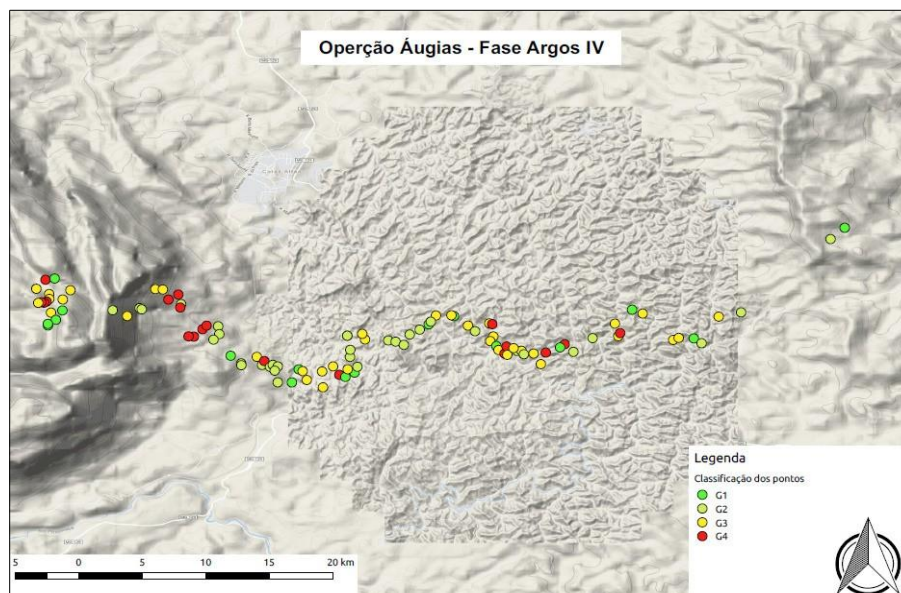 Operção Áugias - Fase Argos IV
Legenda
Classificação dos pontos
G1
G2
G3
G4
5 0 5 10 15 20 km